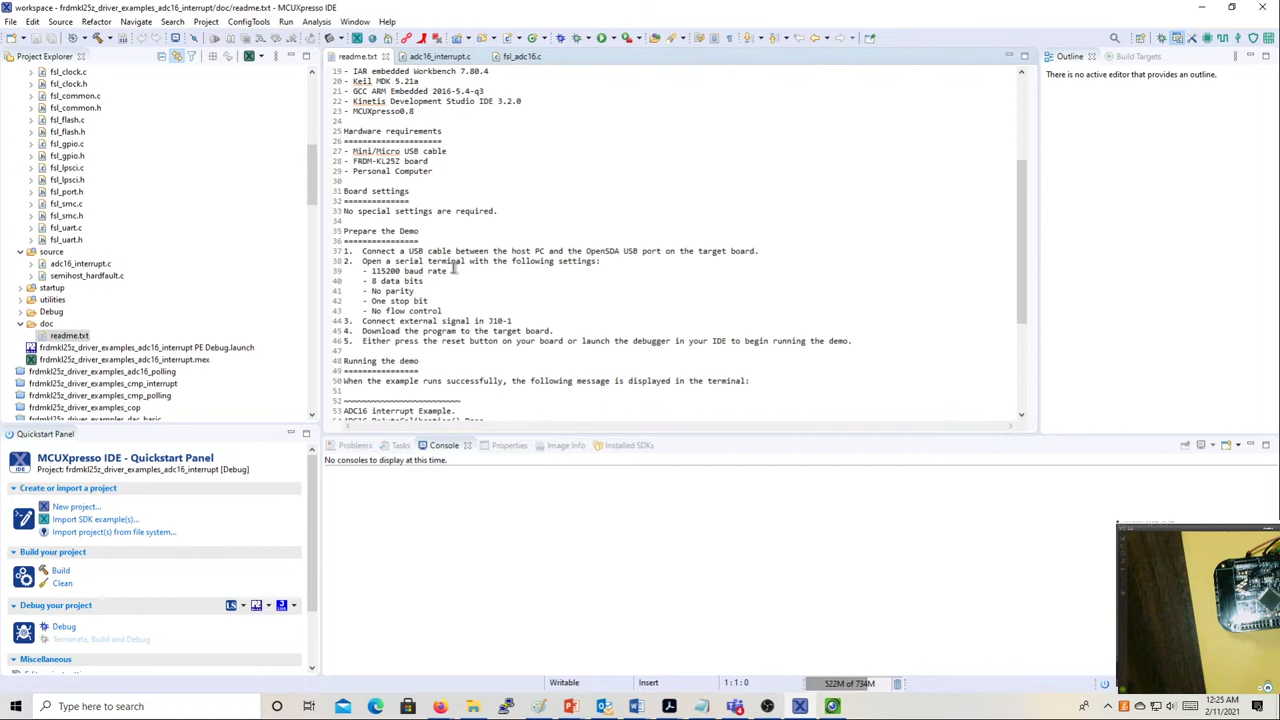 workspace - frdmkl25z_driver_examples_adc16_interrupt/doc/readme.txt - MCUXpresso IDE
File Edit Source Refactor Navigate Search Project ConfigTools Run Analysis Window Help
Project Explorer
fsl_clock.c
fsl_clock.h
fsl_common.c
fsl_common.h
fsl_flash.c
fsl_flash.h
fsl_gpio.c
fsl_gpio.h
fsl_lpsci.c
fsl_lpsci.h
fsl_port.h
fsl_smc.c
fsl_smc.h
fsl_uart.c
fsl_uart.h
source
adc16_interrupt.c
semihost_hardfault.c
startup
utilities
Debug
doc
readme.txt
frdmkl25z_driver_examples_adc16_interrupt PE Debug.launch
frdmkl25z_driver_examples_adc16_interrupt.mex
frdmkl25z_driver_examples_adc16_polling
frdmkl25z_driver_examples_cmp_interrupt
frdmkl25z_driver_examples_cmp_polling
frdmkl25z_driver_examples_cop
frdmkl25z_driver_examples_dac_basic
readme.txt adc16_interrupt.c fsl_adc16.c
19 - IAR embedded Workbench 7.80.4
20 - Keil MDK 5.21a
21 - GCC ARM Embedded 2016-5.4-q3
22 - Kinetis Development Studio IDE 3.2.0
23 - MCUXpresso0.8
24
25 Hardware requirements
26 =====================
27 - Mini/Micro USB cable
28 - FRDM-KL25Z board
29 - Personal Computer
30
31 Board settings
32 ==============
33 No special settings are required.
34
35 Prepare the Demo
36 ================
37 1. Connect a USB cable between the host PC and the OpenSDA USB port on the target board.
38 2. Open a serial terminal with the following settings:
39 - 115200 baud rate
40 - 8 data bits
41 - No parity
42 - One stop bit
43 - No flow control
44 3. Connect external signal in J10-1
45 4. Download the program to the target board.
46 5. Either press the reset button on your board or launch the debugger in your IDE to begin running the demo.
47
48 Running the demo
49 ================
50 When the example runs successfully, the following message is displayed in the terminal:
51
52 ~~~~~~~~~~~~~~~~~~~~~~~~~
53 ADC16 interrupt Example.
Outline Build Targets
There is no active editor that provides an outline.
Quickstart Panel
IDE
MCUXpresso IDE - Quickstart Panel
Project: frdmkl25z_driver_examples_adc16_interrupt [Debug]
Create or import a project
New project...
Import SDK example(s)...
Import project(s) from file system...
Build your project
Build
Clean
Debug your project
Debug
Terminate, Build and Debug
Miscellaneous
Problems Tasks Console Properties Image Info Installed SDKs
No consoles to display at this time.
Writable Insert 1 : 1 : 0 522M of 734M
Type here to search
12:25 AM
2/11/2021